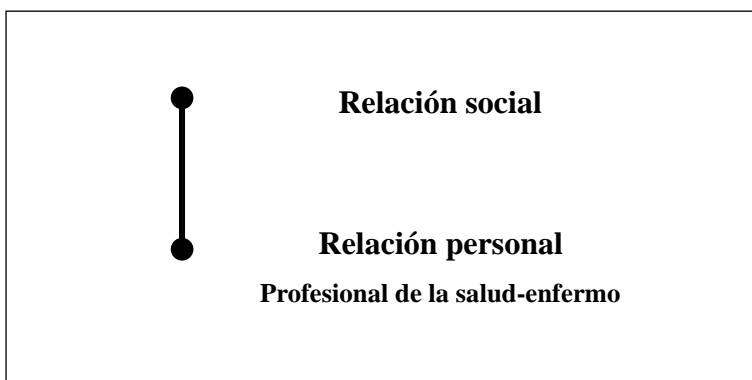 Relación social
Relación personal
Profesional de la salud-enfermo